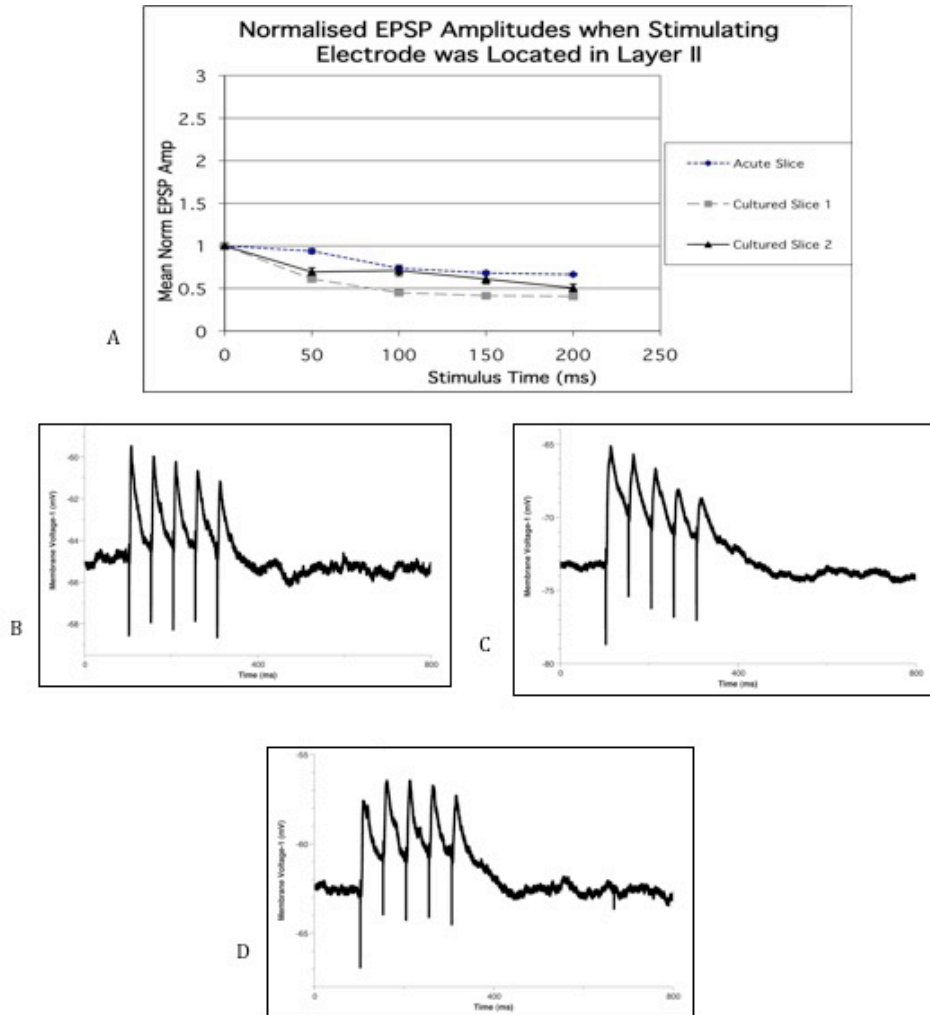 Normalised EPSP Amplitudes when Stimulating
Electrode was Located in Layer II
Mean Norm EPSP Amp
3
2.5
2
1.5
1
0.5
0
0 50 100 150 200 250
Stimulus Time (ms)
Acute Slice
Cultured Slice 1
Cultured Slice 2
A
Membrane Voltage-1 (mV)
-60
-62
-64
-66
-68
0 400 800
Time (ms)
B
Membrane Voltage-1 (mV)
-65
-70
-75
-80
0 400 800
Time (ms)
C
Membrane Voltage-1 (mV)
-55
-60
-65
0 400 800
Time (ms)
D